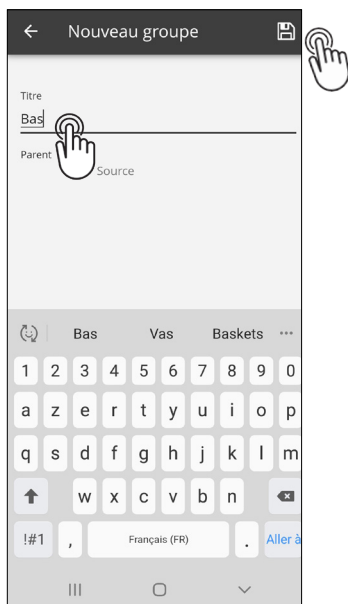 Nouveau groupe
Titre
Bas
Parent
Source
Bas Vas Baskets ...
1 2 3 4 5 6 7 8 9 0
a z e r t y u i o p
q s d f g h j k l m
w x c v b n
!#1 , Français (FR) . Aller à